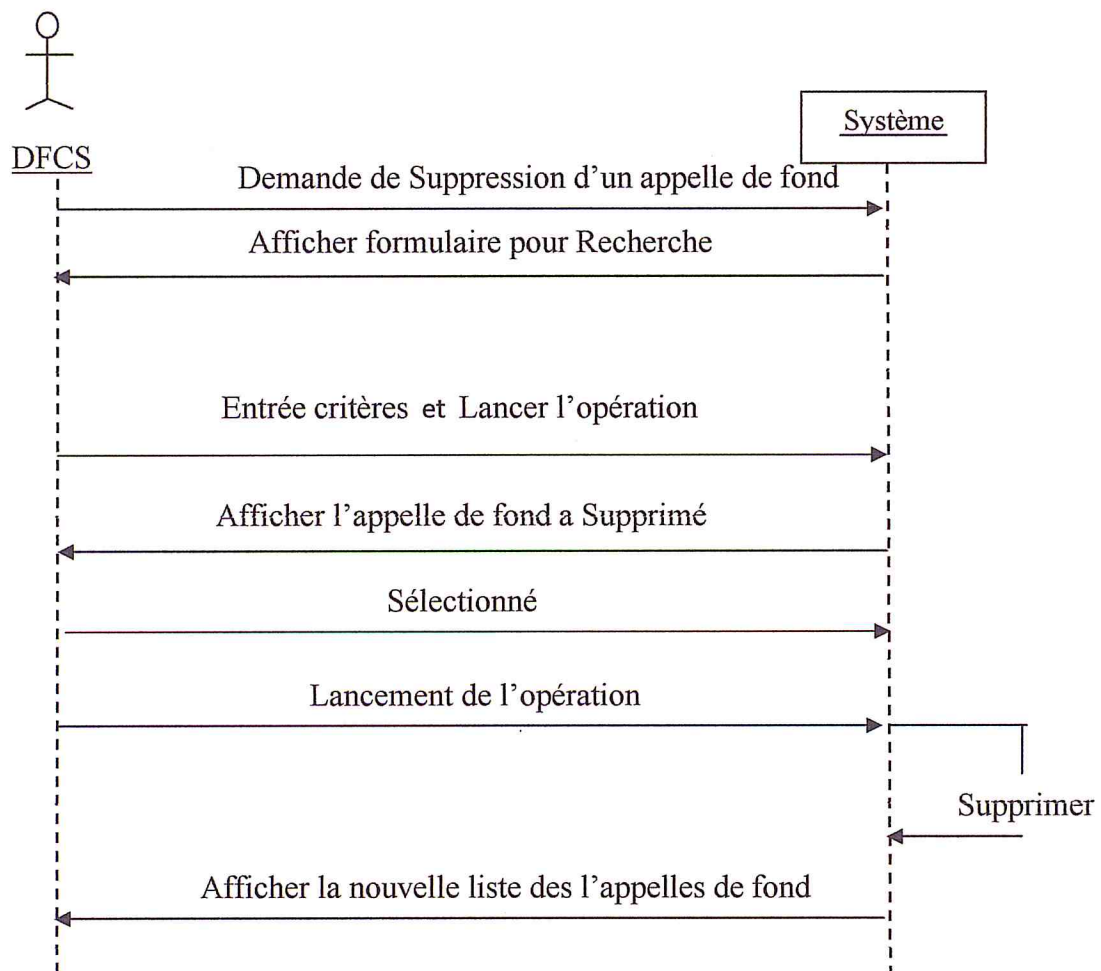 Système
DFCS
Demande de Suppression d'un appelle de fond
Afficher formulaire pour Recherche
Entrée critères et Lancer l'opération
Afficher l'appelle de fond a Supprimé
Sélectionné
Lancement de l'opération
Supprimer
Afficher la nouvelle liste des l'appelles de fond